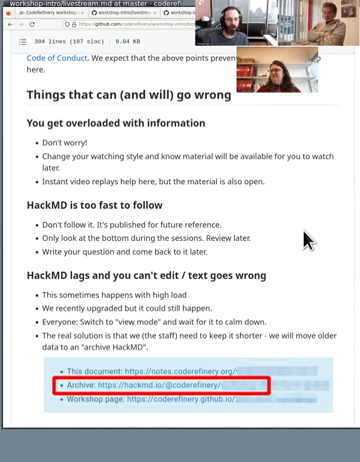 workshop-intro/livestream.md at master · coderefi
CodeRefinery workshop
workshop-intro/livestrea
https://github.com/coderefinery/workshop-intro/blob
394 lines (187 sloc)
9.04 KB
Code of Conduct. We expect that the above points preven
here.
Things that can (and will) go wrong
You get overloaded with information
Don't worry!
Change your watching style and know material will be available for you to watch
later.
Instant video replays help here, but the material is also open.
HackMD is too fast to follow
Don't follow it. It's published for future reference.
Only look at the bottom during the sessions. Review later.
Write your question and come back to it later.
HackMD lags and you can't edit / text goes wrong
This sometimes happens with high load
We recently upgraded but it could still happen.
Everyone: Switch to "view mode" and wait for it to calm down.
The real solution is that we (the staff) need to keep it shorter - we will move older
data to an "archive HackMD".
This document: https://notes.coderefinery.org/
Archive: https://hackmd.io/@coderefinery/
Workshop page: https://coderefinery.github.io/